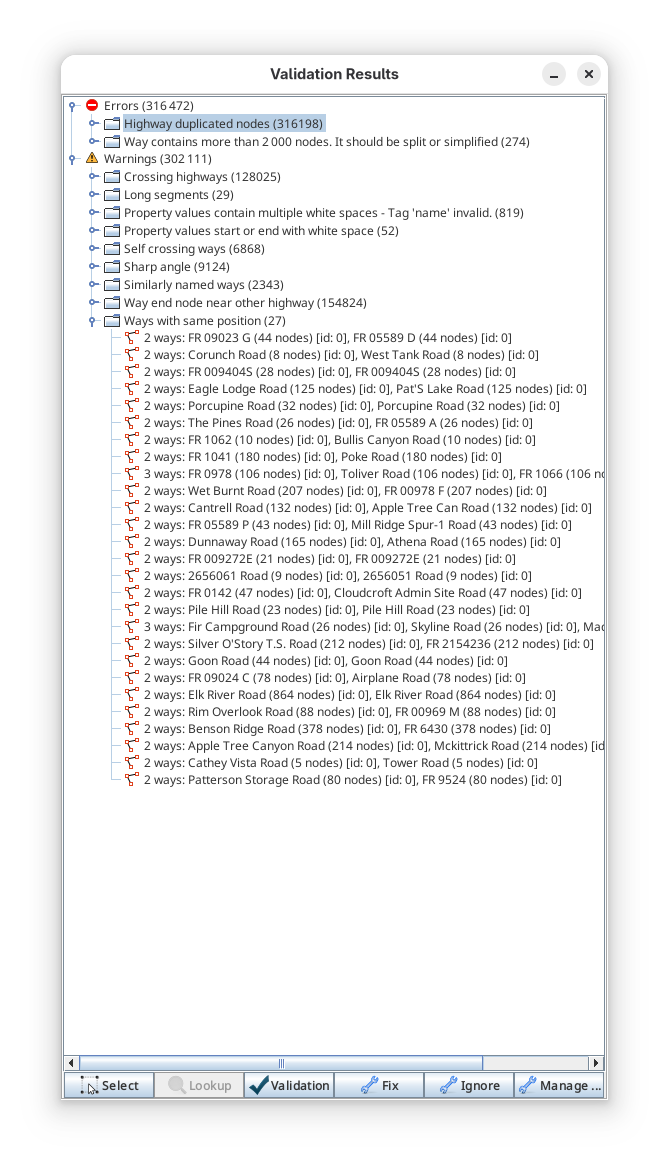 Validation Results
Errors (316 472)
Highway duplicated nodes (316198)
Way contains more than 2 000 nodes. It should be split or simplified (274)
Warnings (302 111)
Crossing highways (128025)
Long segments (29)
Property values contain multiple white spaces - Tag 'name' invalid. (819)
Property values start or end with white space (52)
Self crossing ways (6868)
Sharp angle (9124)
Similarly named ways (2343)
Way end node near other highway (154824)
Ways with same position (27)
2 ways: FR 09023 G (44 nodes) [id: 0], FR 05589 D (44 nodes) [id: 0]
2 ways: Corunch Road (8 nodes) [id: 0], West Tank Road (8 nodes) [id: 0]
2 ways: FR 009404S (28 nodes) [id: 0], FR 009404S (28 nodes) [id: 0]
2 ways: Eagle Lodge Road (125 nodes) [id: 0], Pat'S Lake Road (125 nodes) [id: 0]
2 ways: Porcupine Road (32 nodes) [id: 0], Porcupine Road (32 nodes) [id: 0]
2 ways: The Pines Road (26 nodes) [id: 0], FR 05589 A (26 nodes) [id: 0]
2 ways: FR 1062 (10 nodes) [id: 0], Bullis Canyon Road (10 nodes) [id: 0]
2 ways: FR 1041 (180 nodes) [id: 0], Poke Road (180 nodes) [id: 0]
3 ways: FR 0978 (106 nodes) [id: 0], Toliver Road (106 nodes) [id: 0], FR 1066 (106 no
2 ways: Wet Burnt Road (207 nodes) [id: 0], FR 00978 F (207 nodes) [id: 0]
2 ways: Cantrell Road (132 nodes) [id: 0], Apple Tree Can Road (132 nodes) [id: 0]
2 ways: FR 05589 P (43 nodes) [id: 0], Mill Ridge Spur-1 Road (43 nodes) [id: 0]
2 ways: Dunnaway Road (165 nodes) [id: 0], Athena Road (165 nodes) [id: 0]
2 ways: FR 009272E (21 nodes) [id: 0], FR 009272E (21 nodes) [id: 0]
2 ways: 2656061 Road (9 nodes) [id: 0], 2656051 Road (9 nodes) [id: 0]
2 ways: FR 0142 (47 nodes) [id: 0], Cloudcroft Admin Site Road (47 nodes) [id: 0]
2 ways: Pile Hill Road (23 nodes) [id: 0], Pile Hill Road (23 nodes) [id: 0]
3 ways: Fir Campground Road (26 nodes) [id: 0], Skyline Road (26 nodes) [id: 0], Mac
2 ways: Silver O'Story T.S. Road (212 nodes) [id: 0], FR 2154236 (212 nodes) [id: 0]
2 ways: Goon Road (44 nodes) [id: 0], Goon Road (44 nodes) [id: 0]
2 ways: FR 09024 C (78 nodes) [id: 0], Airplane Road (78 nodes) [id: 0]
2 ways: Elk River Road (864 nodes) [id: 0], Elk River Road (864 nodes) [id: 0]
2 ways: Rim Overlook Road (88 nodes) [id: 0], FR 00969 M (88 nodes) [id: 0]
2 ways: Benson Ridge Road (378 nodes) [id: 0], FR 6430 (378 nodes) [id: 0]
2 ways: Apple Tree Canyon Road (214 nodes) [id: 0], Mckittrick Road (214 nodes) [id
2 ways: Cathey Vista Road (5 nodes) [id: 0], Tower Road (5 nodes) [id: 0]
2 ways: Patterson Storage Road (80 nodes) [id: 0], FR 9524 (80 nodes) [id: 0]
Select Lookup Validation Fix Ignore Manage ...